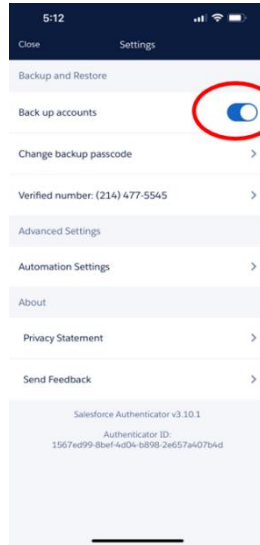 5:12
Close Settings
Backup and Restore
Back up accounts
Change backup passcode
Verified number: (214) 477-5545
Advanced Settings
Automation Settings
About
Privacy Statement
Send Feedback
Salesforce Authenticator v3.10.1
Authenticator ID:
1567ed99-8bef-4d04-b898-2e657a407b4d